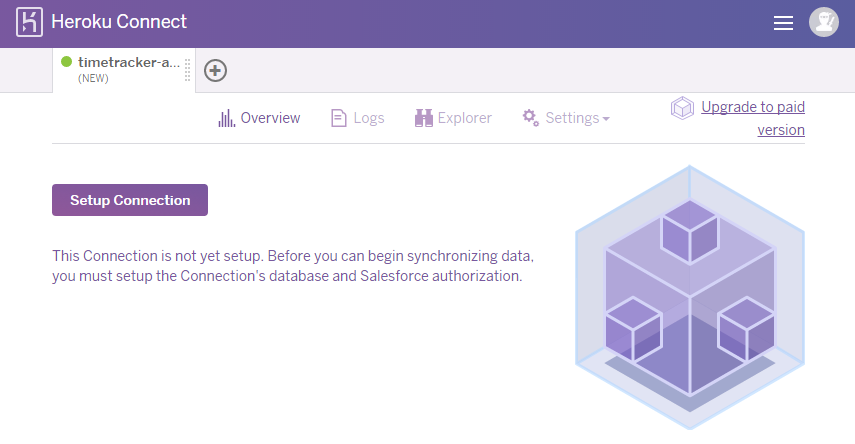 Heroku Connect
timetracker-a...
(NEW)
Overview
Logs
Explorer
Settings
Upgrade to paid
version
Setup Connection
This Connection is not yet setup. Before you can begin synchronizing data,
you must setup the Connection's database and Salesforce authorization.